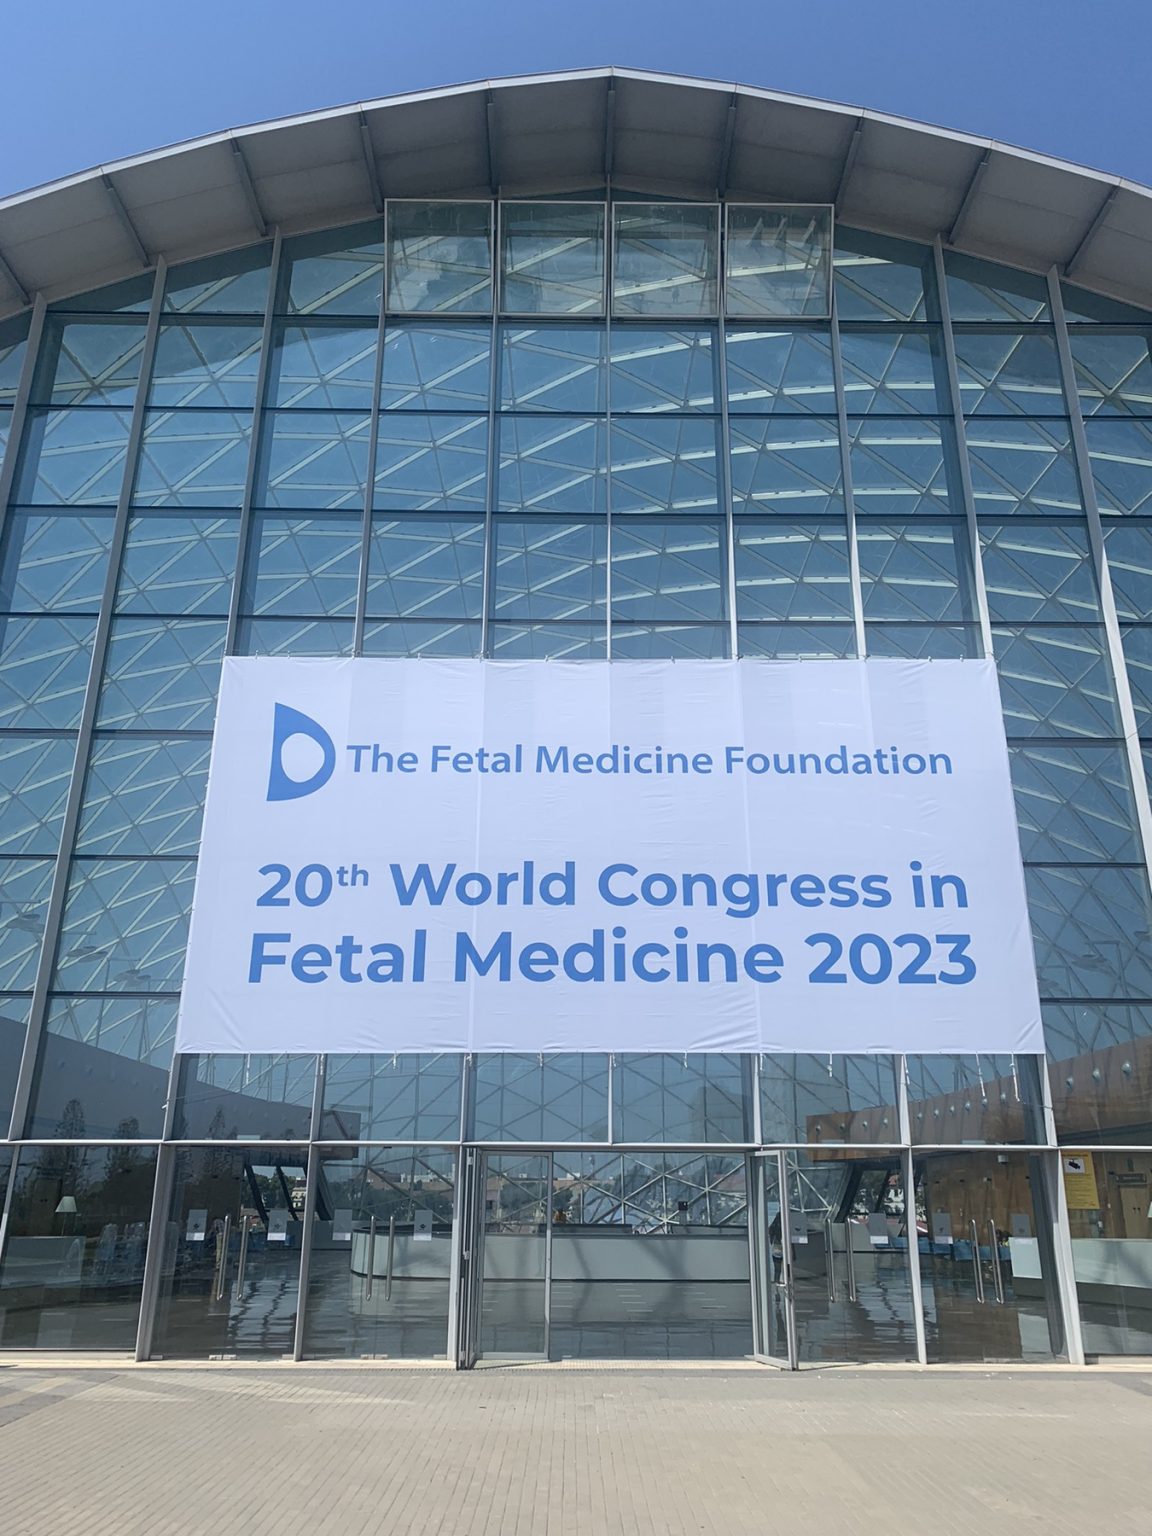 The Fetal Medicine Foundation
20th World Congress in
Fetal Medicine 2023